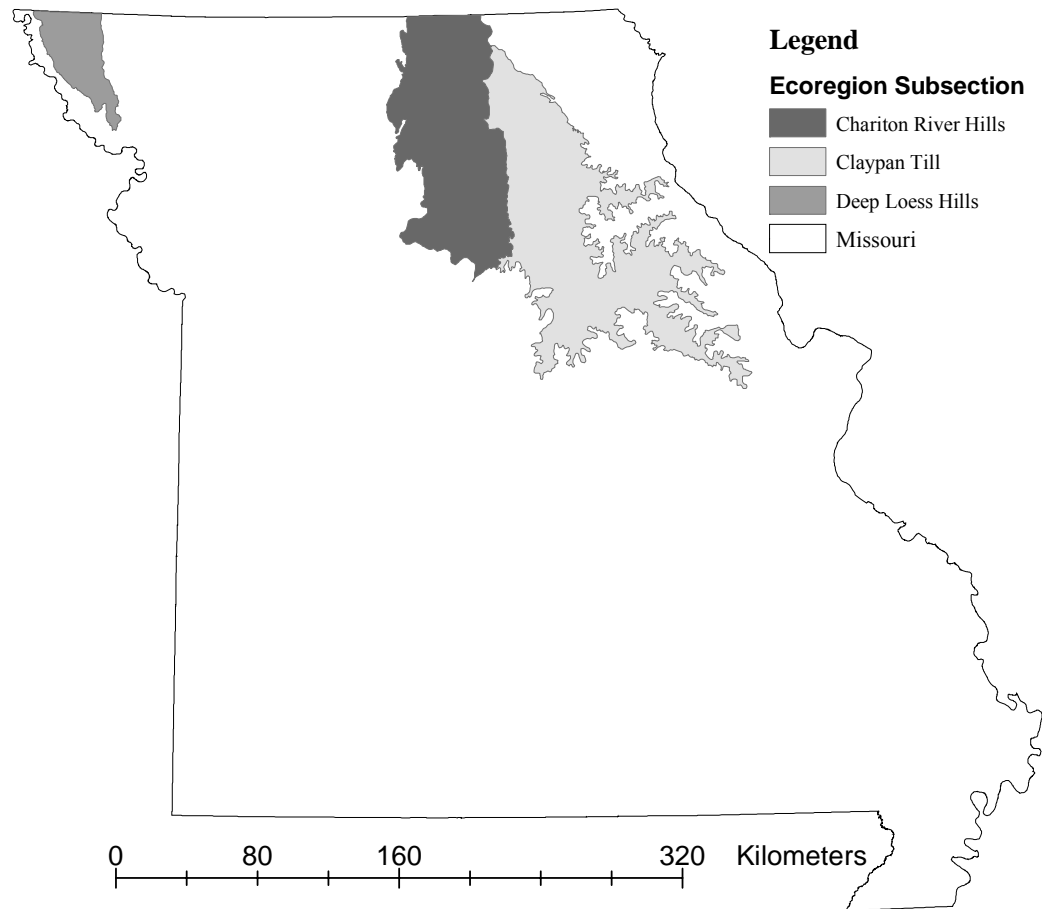 Legend
Ecoregion Subsection
Chariton River Hills
Claypan Till
Deep Loess Hills
Missouri
0 80 160 320 Kilometers